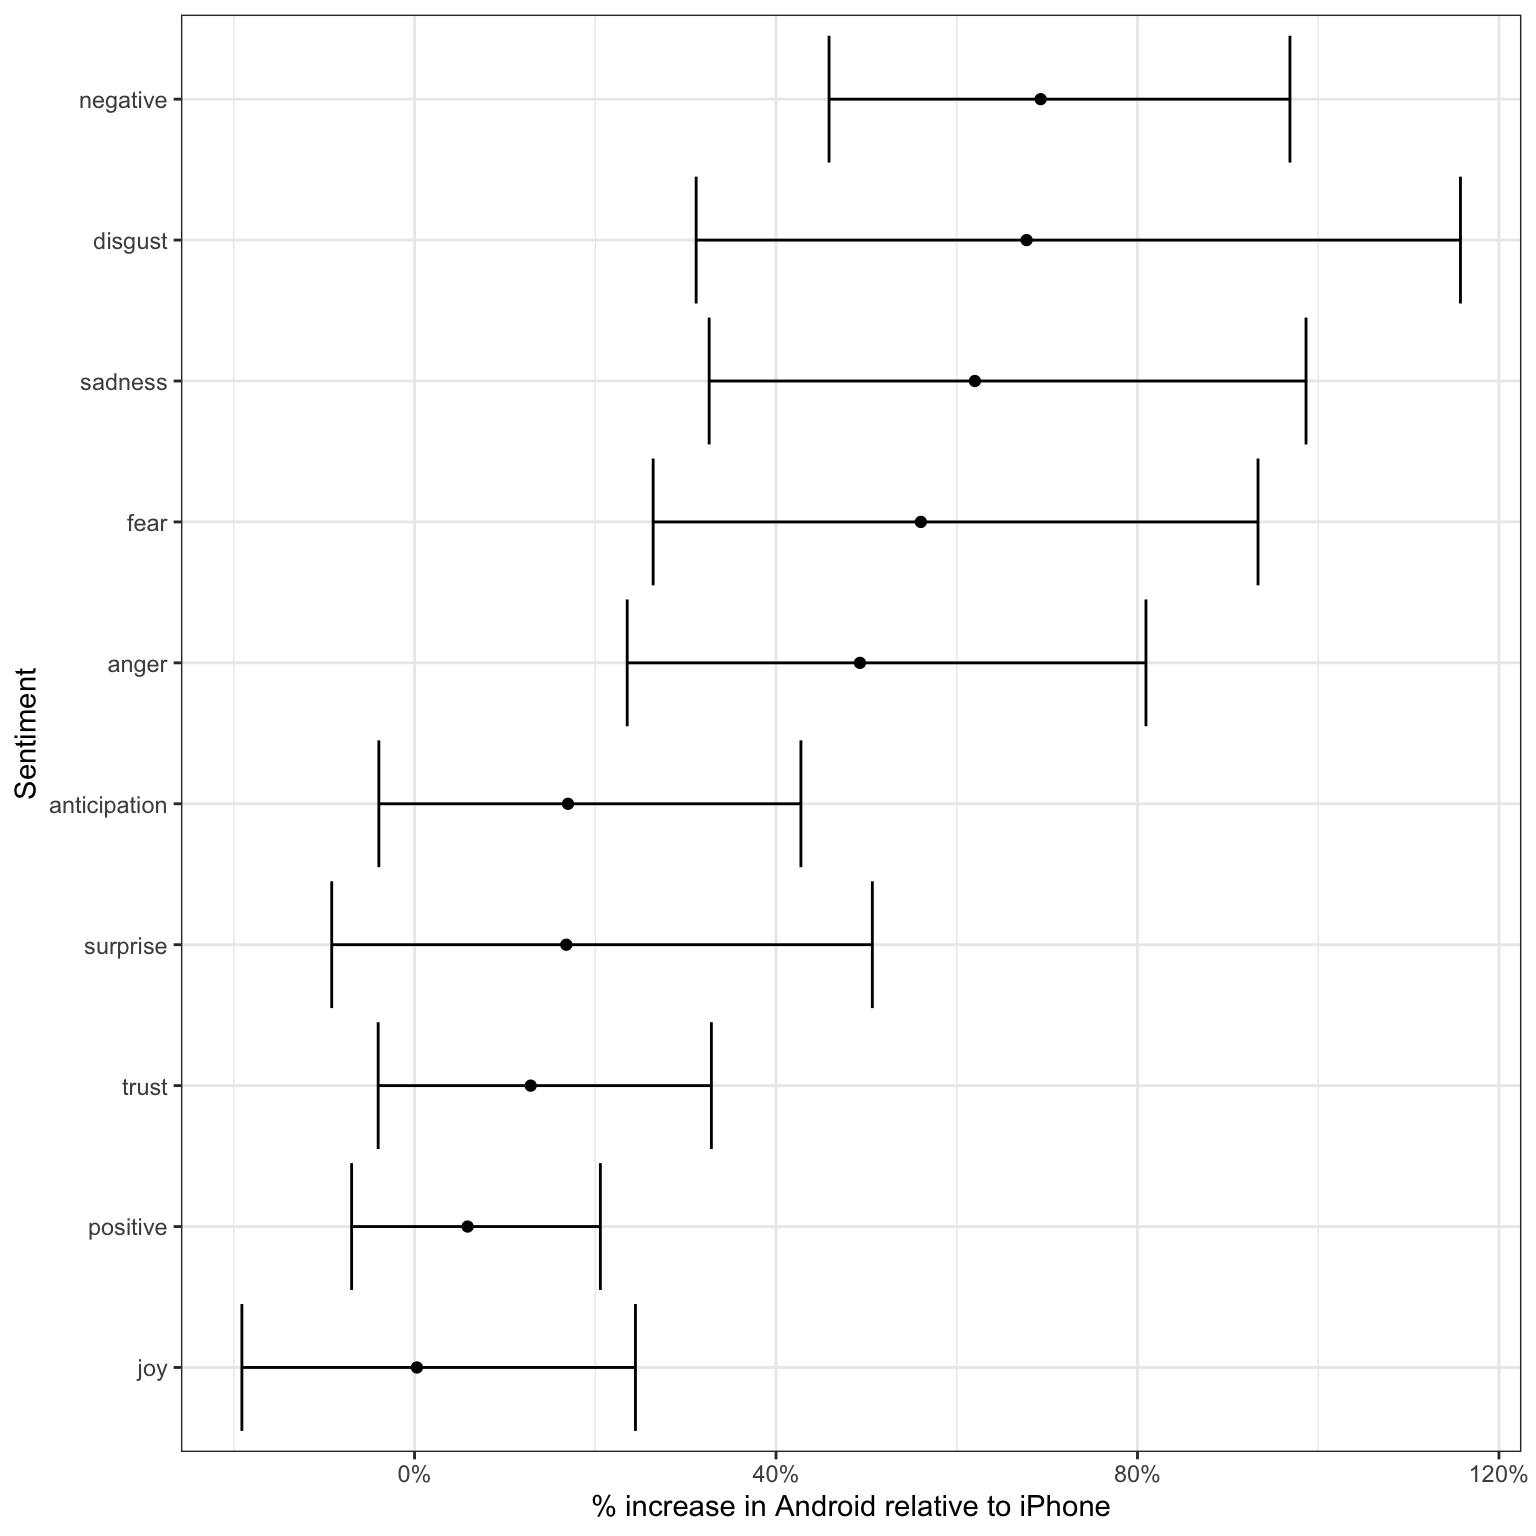 negative
disgust
sadness
fear
anger
anticipation
surprise
trust
positive
joy
Sentiment
0% 40% 80% 120%
% increase in Android relative to iPhone